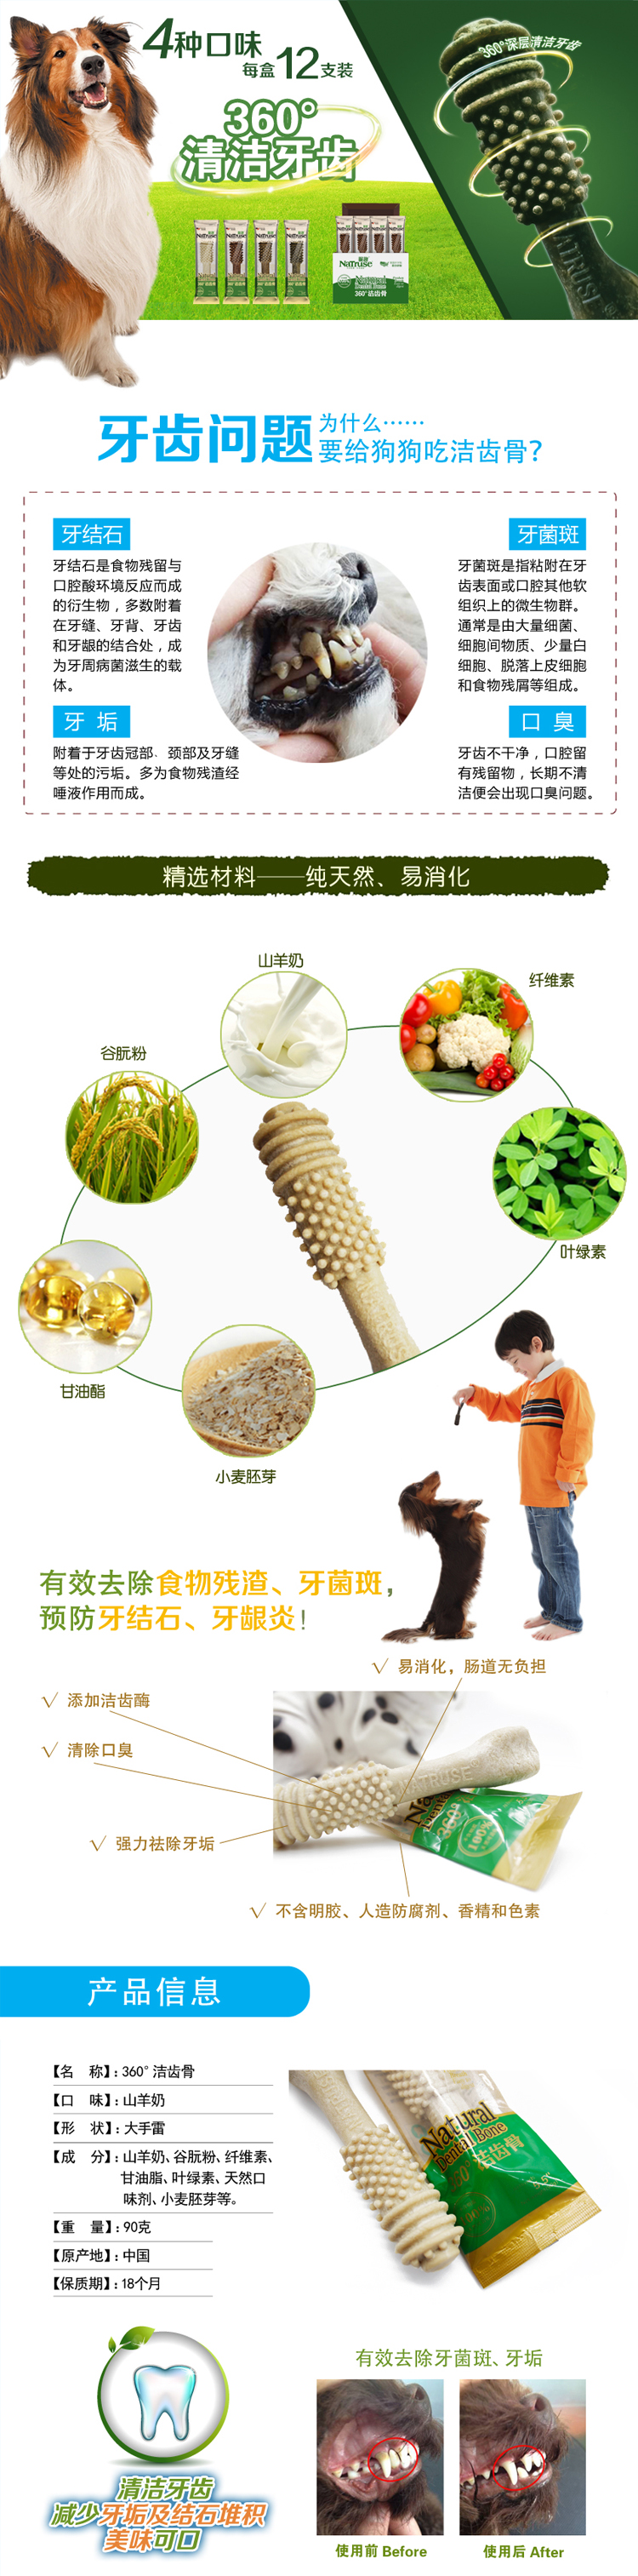 4种口味
每盒12支装
360°
清洁牙齿
360°深层清洁牙齿
NaTruse
Natural
360°洁齿骨
NATRUSE
牙齿问题
为什么……
要给狗狗吃洁齿骨?
牙结石
牙结石是食物残留与
口腔酸环境反应而成
的衍生物，多数附着
在牙缝、牙背、牙齿
和牙龈的结合处，成
为牙周病菌滋生的载
体。
牙菌斑
牙菌斑是指粘附在牙
齿表面或口腔其他软
组织上的微生物群。
通常是由大量细菌、
细胞间物质、少量白
细胞、脱落上皮细胞
和食物残屑等组成。
牙 垢
附着于牙齿冠部、颈部及牙缝
等处的污垢。多为食物残渣经
唾液作用而成。
口 臭
牙齿不干净，口腔留
有残留物，长期不清
洁便会出现口臭问题。
精选材料——纯天然、易消化
山羊奶
纤维素
谷朊粉
叶绿素
甘油酯
小麦胚芽
有效去除食物残渣、牙菌斑，
预防牙结石、牙龈炎！
√ 易消化，肠道无负担
√ 添加洁齿酶
√ 清除口臭
√ 强力祛除牙垢
√ 不含明胶、人造防腐剂、香精和色素
NATRUSE
360°
100%
产品信息
【名 称】: 360° 洁齿骨
【口 味】: 山羊奶
【形 状】: 大手雷
【成 分】: 山羊奶、谷朊粉、纤维素、
甘油脂、叶绿素、天然口
味剂、小麦胚芽等。
【重 量】: 90克
【原产地】: 中国
【保质期】: 18个月
Natural
Dental Bone
360° 洁齿骨
100%
清洁牙齿
减少牙垢及结石堆积
美味可口
有效去除牙菌斑、牙垢
使用前 Before
使用后 After